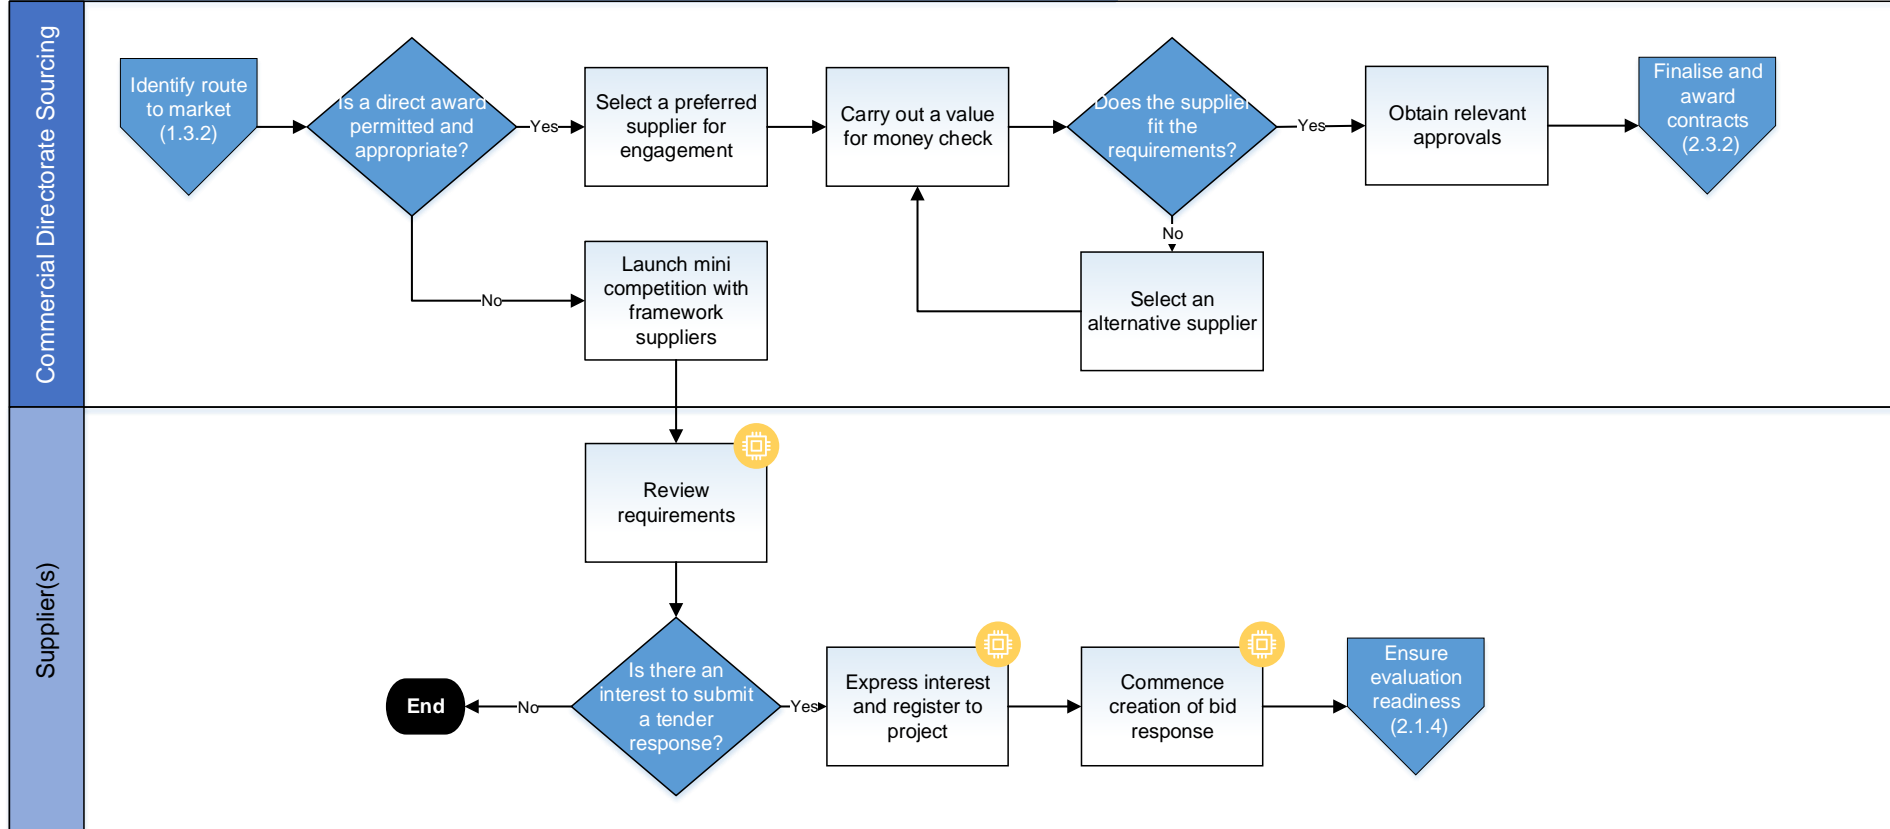 Commercial Directorate Sourcing
Identify route
to market
(1.3.2)
Is a direct award
permitted and
appropriate?
Yes
Select a preferred
supplier for
engagement
Carry out a value
for money check
Does the supplier
fit the
requirements?
Yes
Obtain relevant
approvals
Finalise and
award
contracts
(2.3.2)
No
Launch mini
competition with
framework
suppliers
No
Select an
alternative supplier
Supplier(s)
Review
requirements
Is there an
interest to submit
a tender
response?
No
End
Yes
Express interest
and register to
project
Commence
creation of bid
response
Ensure
evaluation
readiness
(2.1.4)